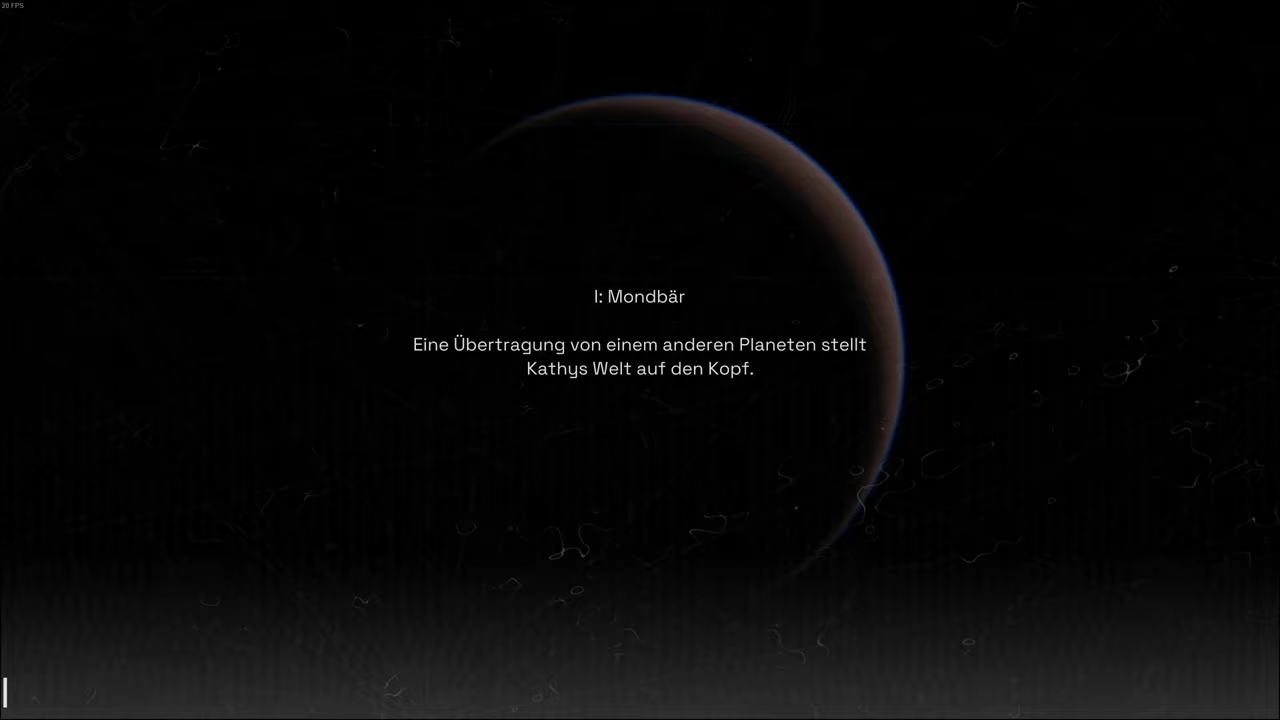 20 FPS
I: Mondbär
Eine Übertragung von einem anderen Planeten stellt
Kathys Welt auf den Kopf.